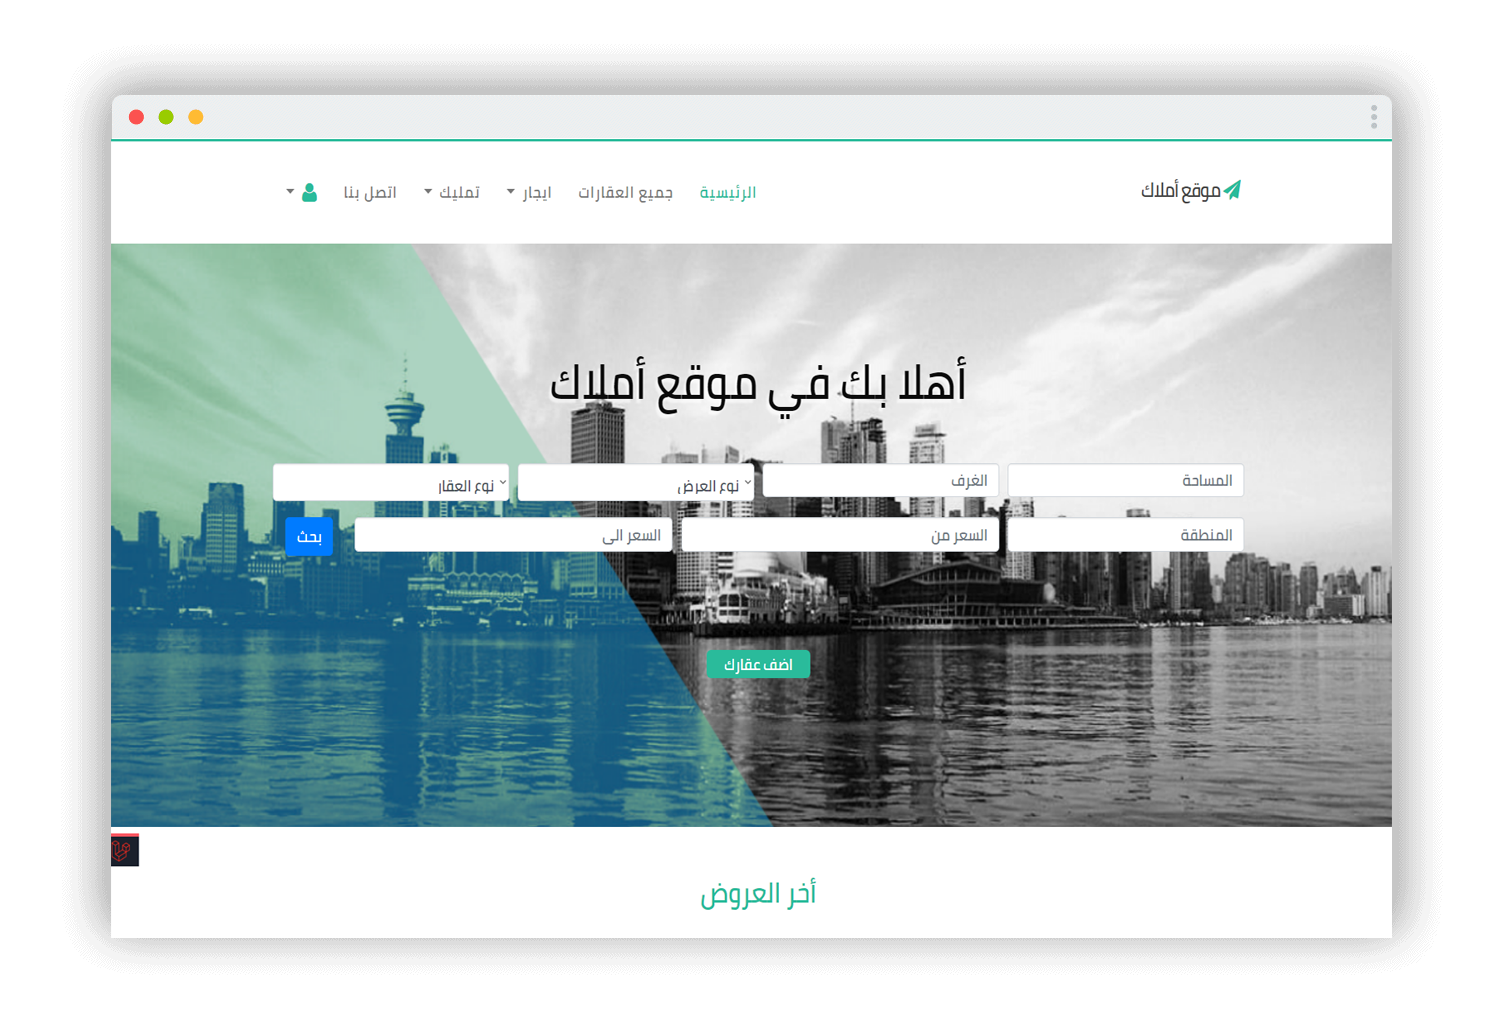 موقع أملاك
الرئيسية
جميع العقارات
ايجار
تمليك
اتصل بنا
أهلا بك في موقع أملاك
المساحة
الغرف
نوع العرض
نوع العقار
المنطقة
السعر من
السعر الى
بحث
اضف عقارك
أخر العروض